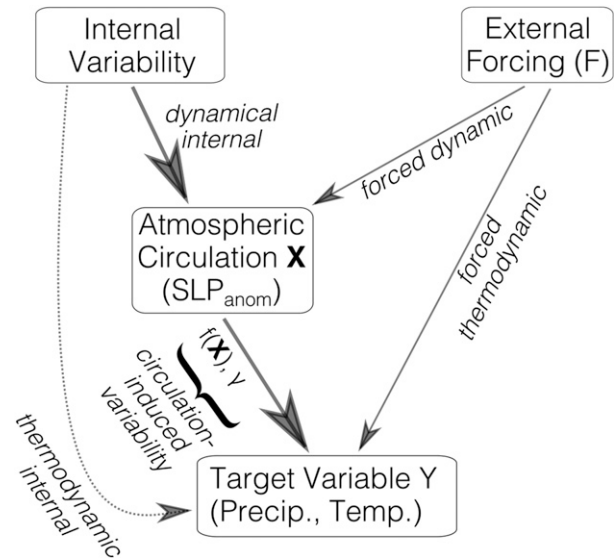 Internal
Variability
External
Forcing (F)
dynamical
internal
forced dynamic
Atmospheric
Circulation X
(SLPanom)
forced
thermodynamic
f(X), γ
circulation-
induced
variability
thermodynamic
internal
Target Variable Y
(Precip., Temp.)